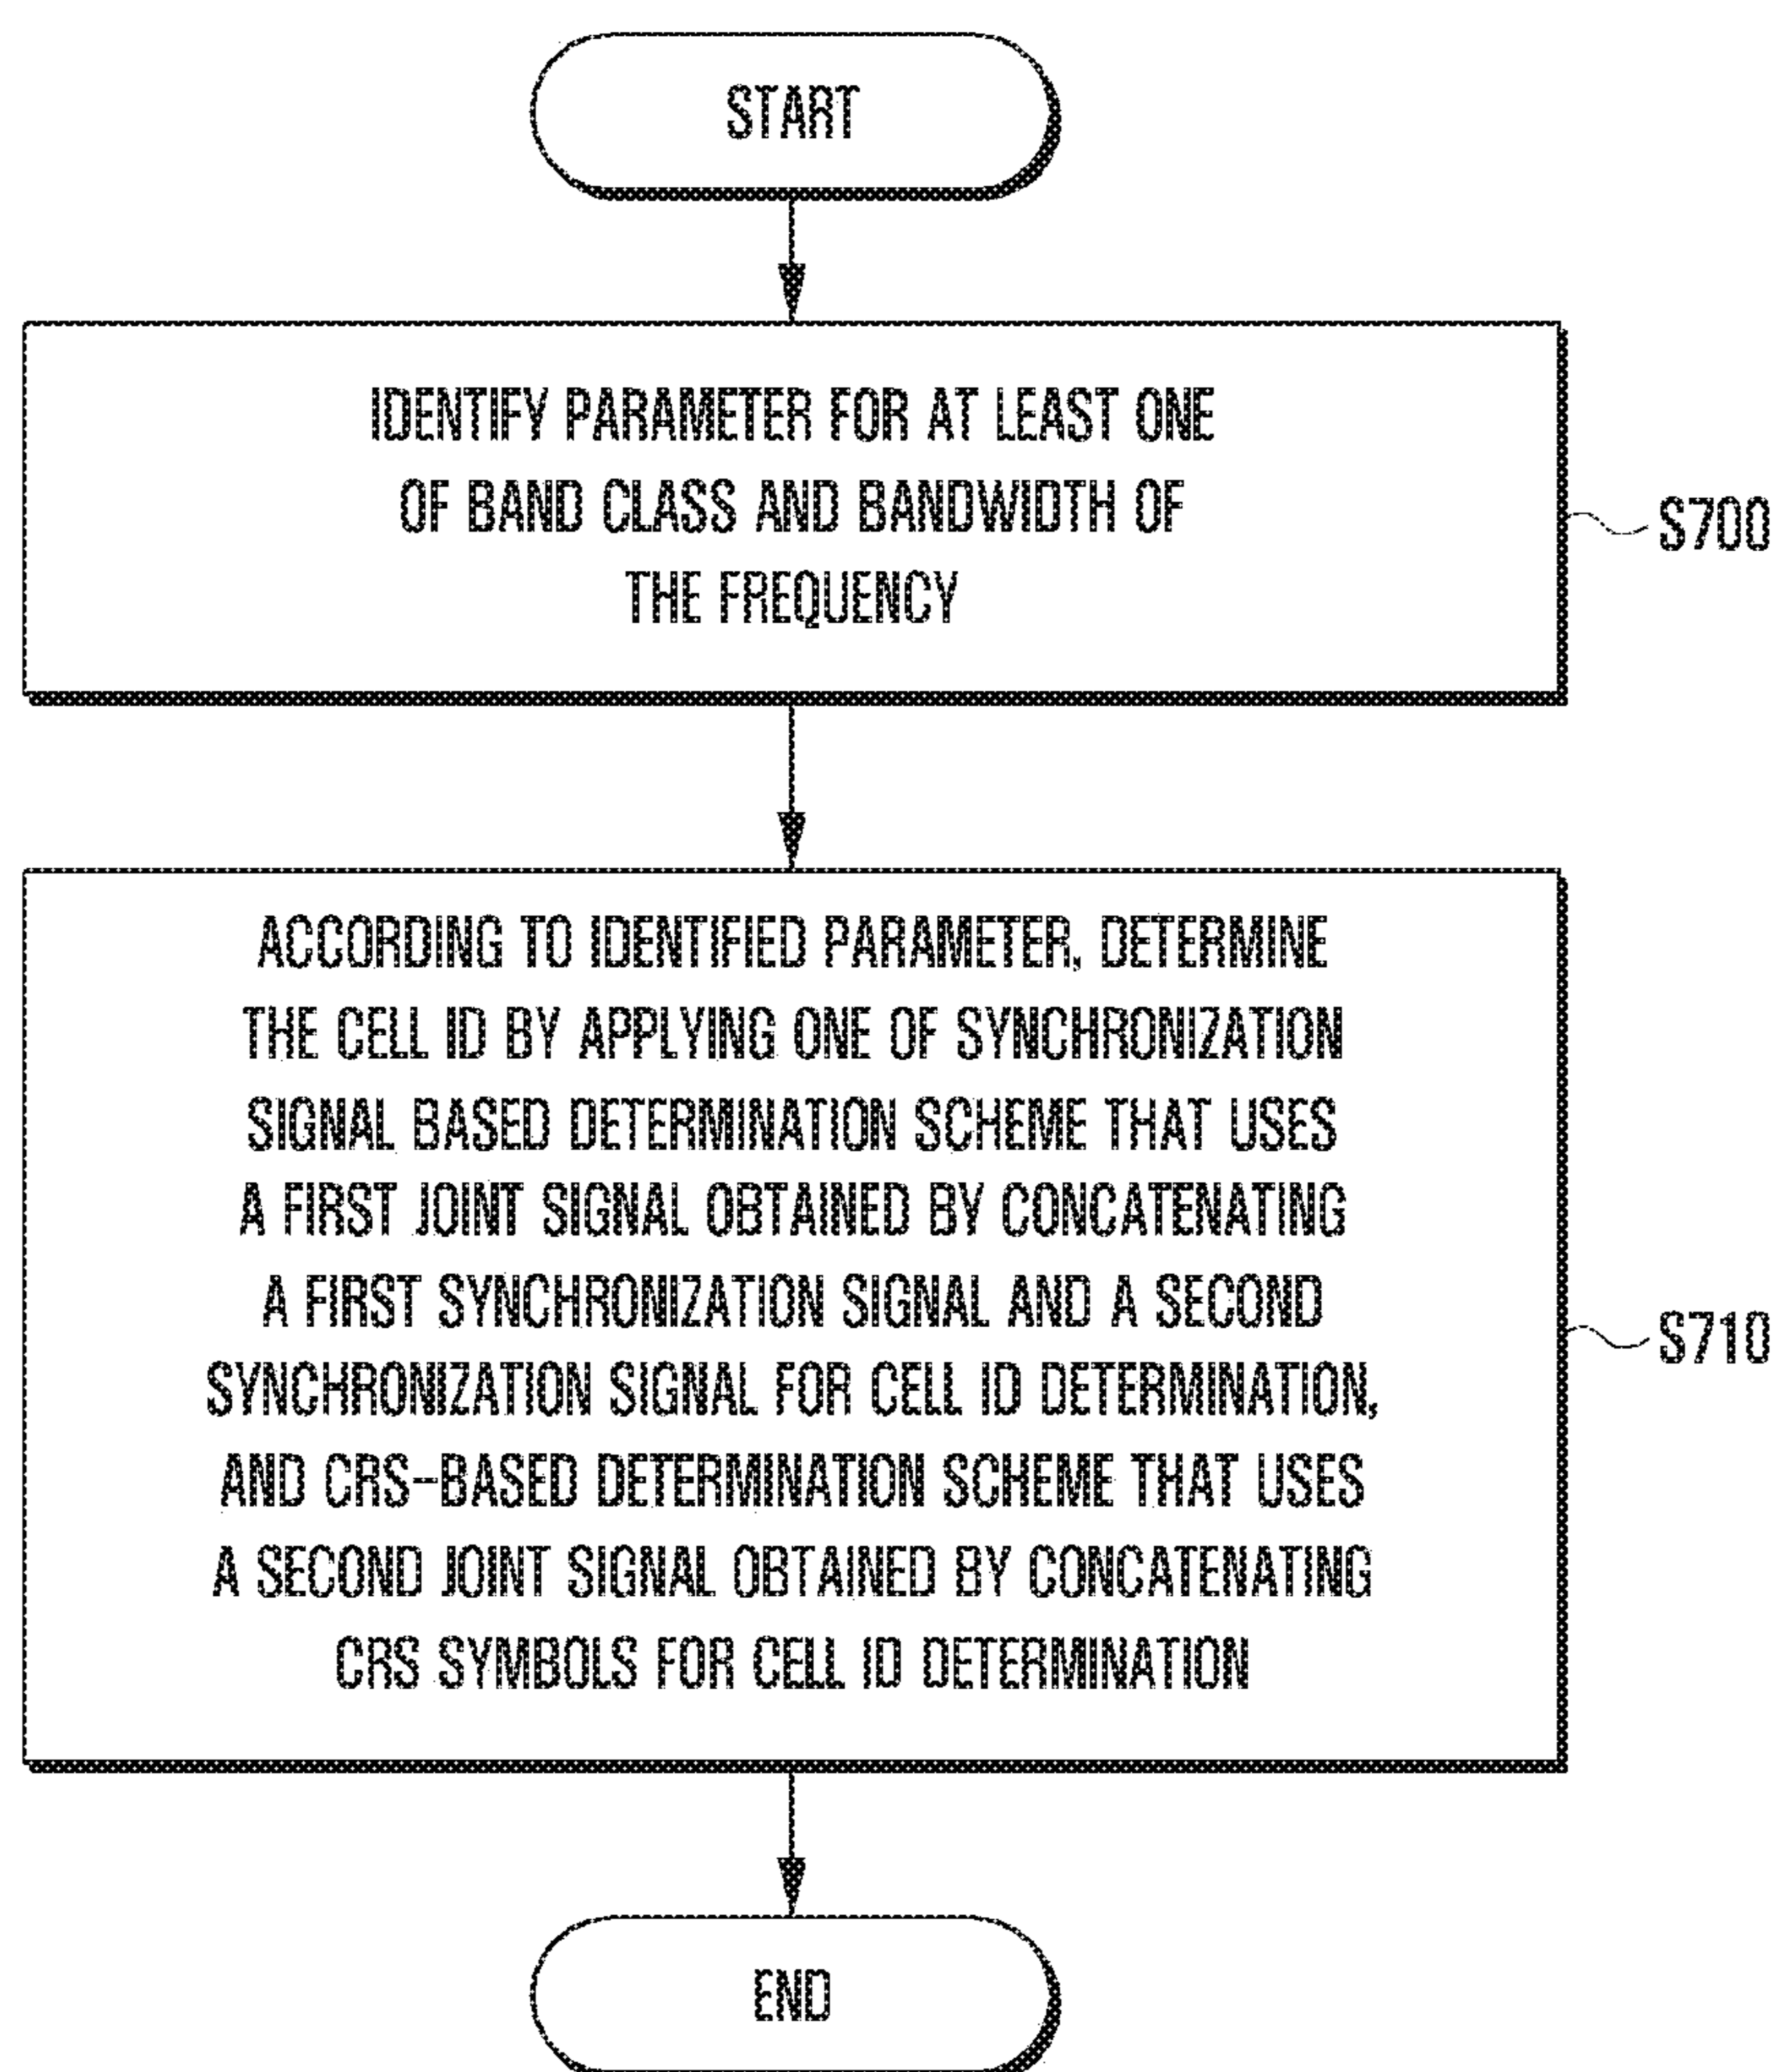 START
IDENTIFY PARAMETER FOR AT LEAST ONE
OF BAND CLASS AND BANDWIDTH OF
THE FREQUENCY
S700
ACCORDING TO IDENTIFIED PARAMETER, DETERMINE
THE CELL ID BY APPLYING ONE OF SYNCHRONIZATION
SIGNAL BASED DETERMINATION SCHEME THAT USES
A FIRST JOINT SIGNAL OBTAINED BY CONCATENATING
A FIRST SYNCHRONIZATION SIGNAL AND A SECOND
SYNCHRONIZATION SIGNAL FOR CELL ID DETERMINATION,
AND CRS-BASED DETERMINATION SCHEME THAT USES
A SECOND JOINT SIGNAL OBTAINED BY CONCATENATING
CRS SYMBOLS FOR CELL ID DETERMINATION
S710
END